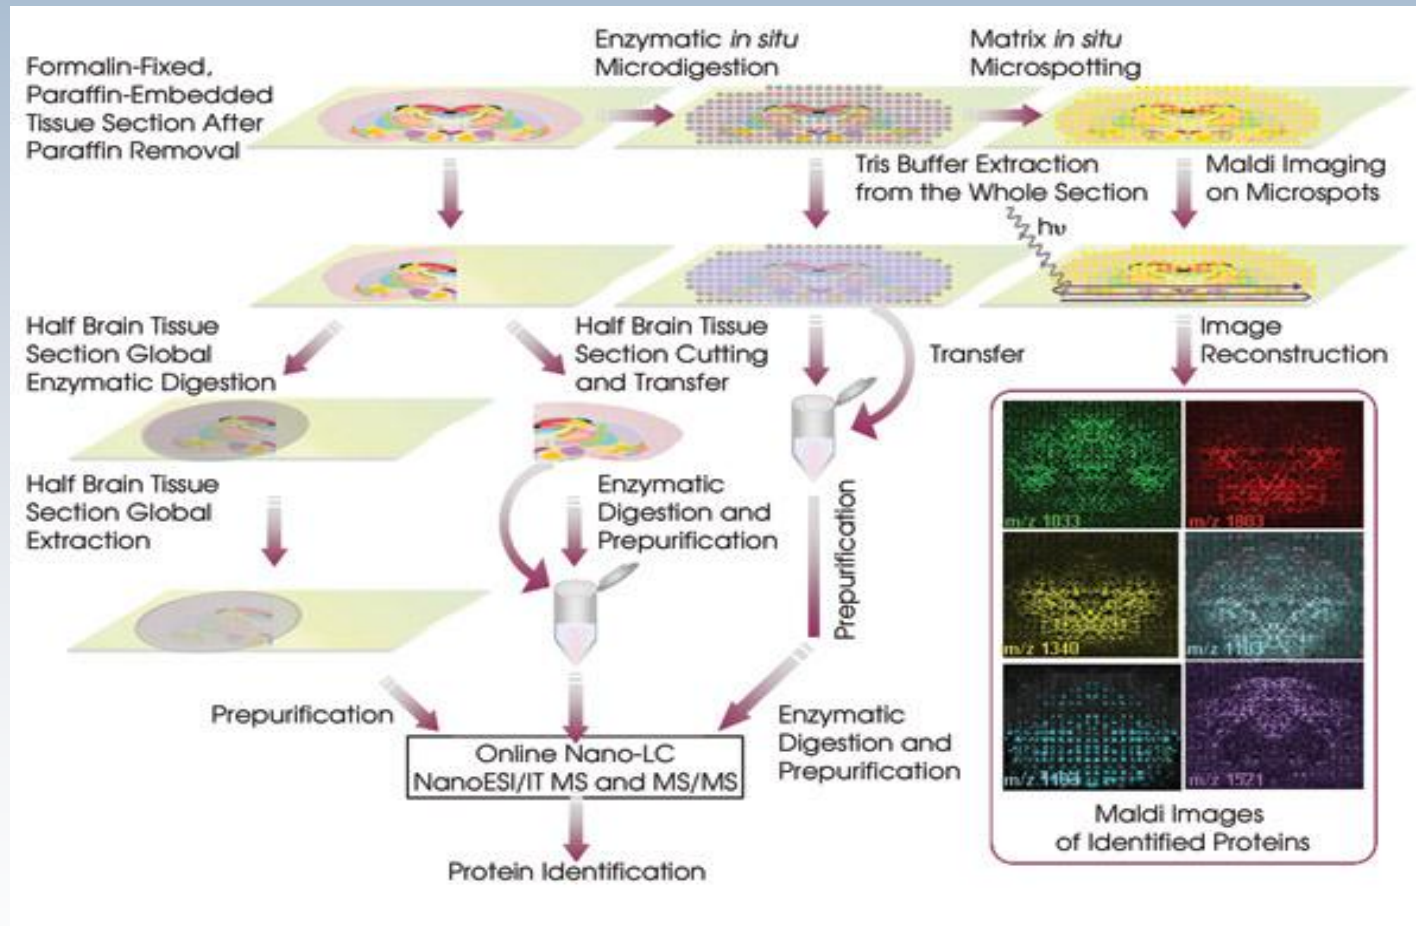 Formalin-Fixed,
Paraffin-Embedded
Tissue Section After
Paraffin Removal
Enzymatic in situ
Microdigestion
Matrix in situ
Microspotting
Tris Buffer Extraction
from the Whole Section
Maldi Imaging
on Microspots
hυ
Half Brain Tissue
Section Global
Enzymatic Digestion
Half Brain Tissue
Section Cutting
and Transfer
Transfer
Image
Reconstruction
Half Brain Tissue
Section Global
Extraction
Enzymatic
Digestion and
Prepurification
Prepurification
m/z 1033
m/z 1803
m/z 1340
m/z
m/z
m/z 1521
Prepurification
Enzymatic
Digestion and
Prepurification
Online Nano-LC
NanoESI/IT MS and MS/MS
Maldi Images
of Identified Proteins
Protein Identification